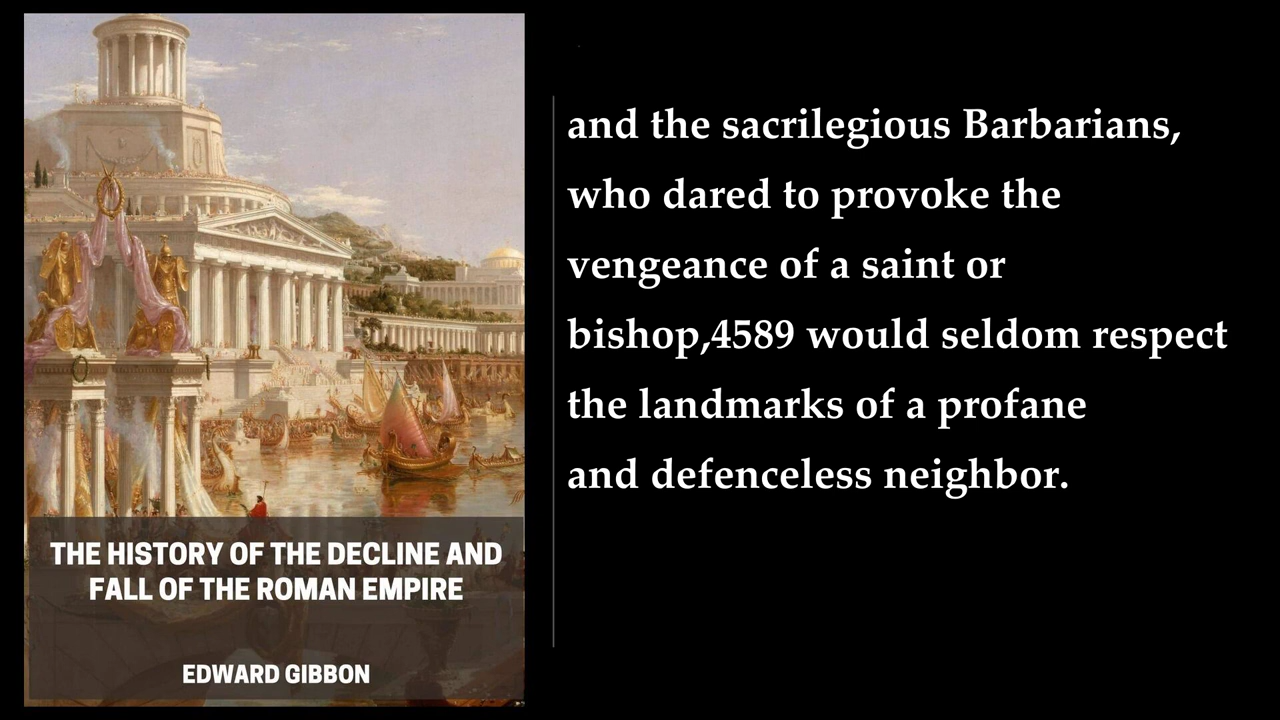 THE HISTORY OF THE DECLINE AND
FALL OF THE ROMAN EMPIRE
EDWARD GIBBON
and the sacrilegious Barbarians,
who dared to provoke the
vengeance of a saint or
bishop,4589 would seldom respect
the landmarks of a profane
and defenceless neighbor.